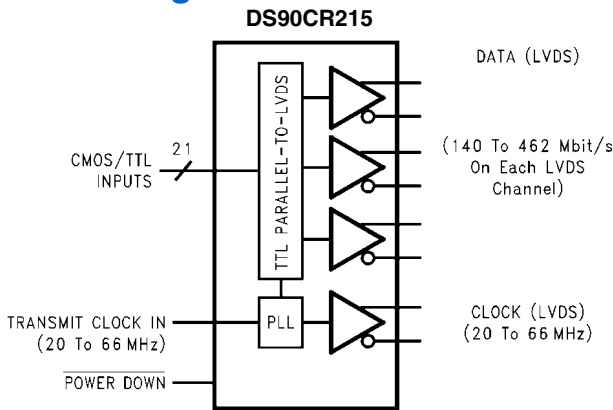 DS90CR215
DATA (LVDS)
TTL PARALLEL-TO-LVDS
21
CMOS/TTL
INPUTS
(140 To 462 Mbit/s
On Each LVDS
Channel)
TRANSMIT CLOCK IN
(20 To 66 MHz)
PLL
CLOCK (LVDS)
(20 To 66 MHz)
POWER DOWN